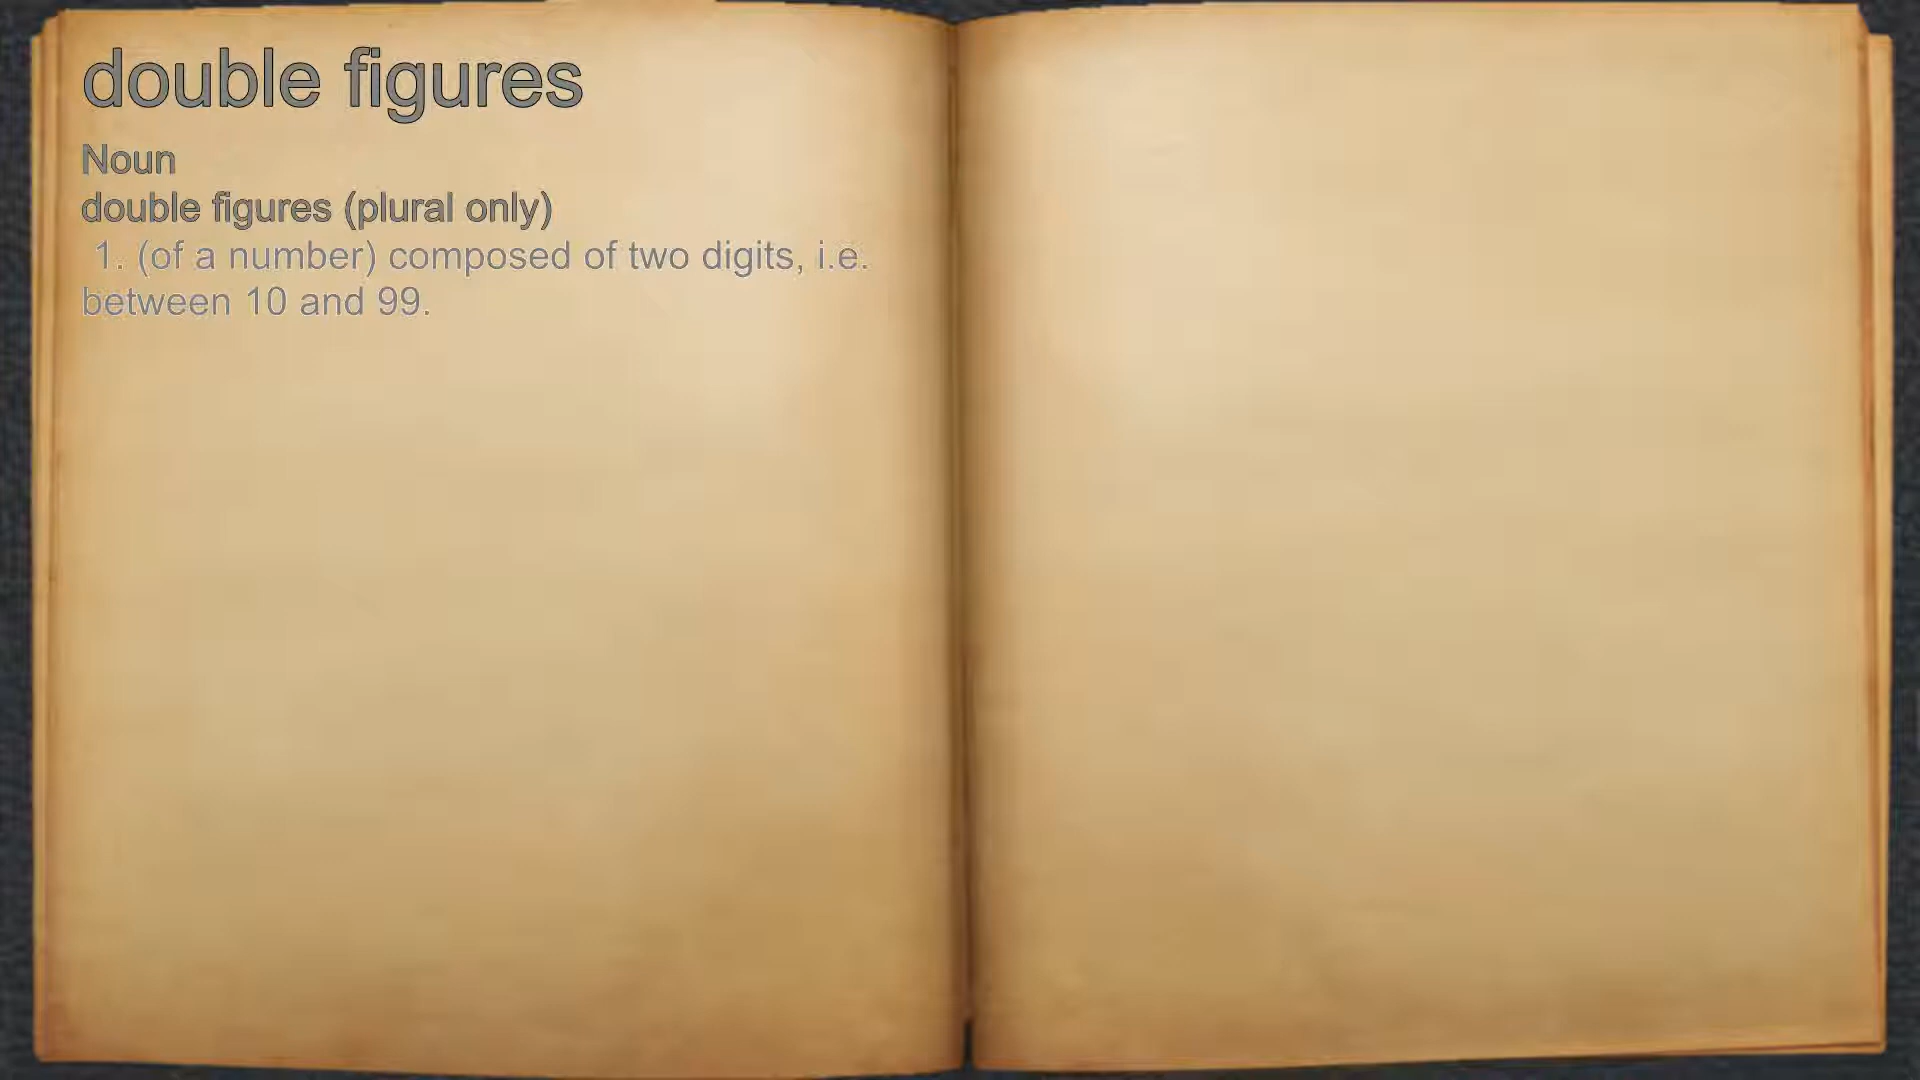 double figures
Noun
double figures (plural only)
1. (of a number) composed of two digits, i.e.
between 10 and 99.